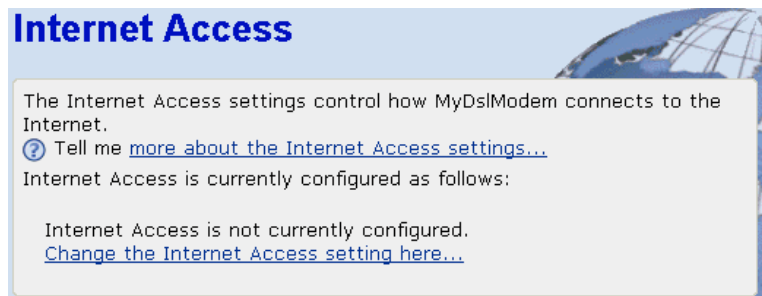 Internet Access
The Internet Access settings control how MyDslModem connects to the
Internet.
? Tell me more about the Internet Access settings...
Internet Access is currently configured as follows:
Internet Access is not currently configured.
Change the Internet Access setting here...